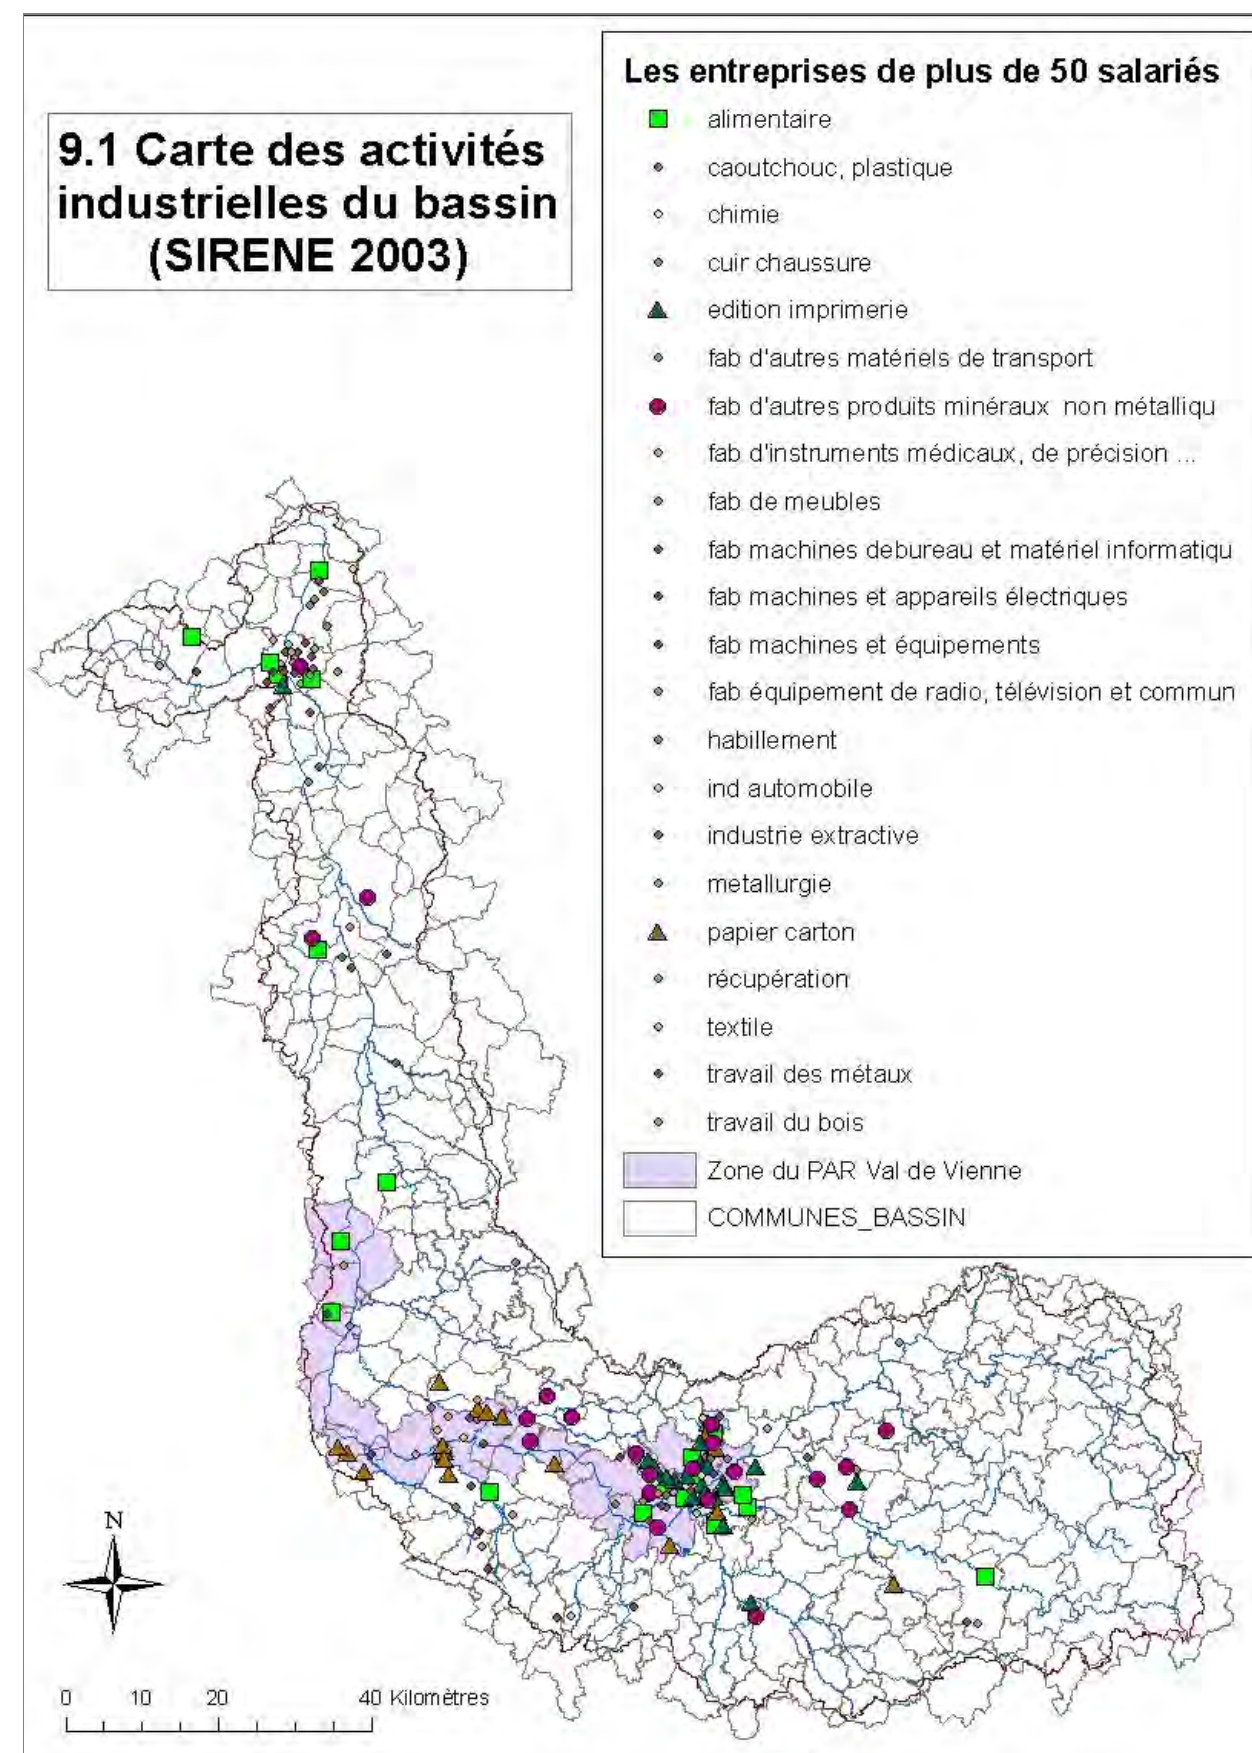 9.1 Carte des activités
industrielles du bassin
(SIRENE 2003)
Les entreprises de plus de 50 salariés
alimentaire
caoutchouc, plastique
chimie
cuir chaussure
edition imprimerie
fab d'autres matériels de transport
fab d'autres produits minéraux non métalliqu
fab d'instruments médicaux, de précision ...
fab de meubles
fab machines debureau et matériel informatiqu
fab machines et appareils électriques
fab machines et équipements
fab équipement de radio, télévision et commun
habillement
ind automobile
industrie extractive
metallurgie
papier carton
récupération
textile
travail des métaux
travail du bois
Zone du PAR Val de Vienne
COMMUNES_BASSIN
N
0 10 20 40 Kilomètres